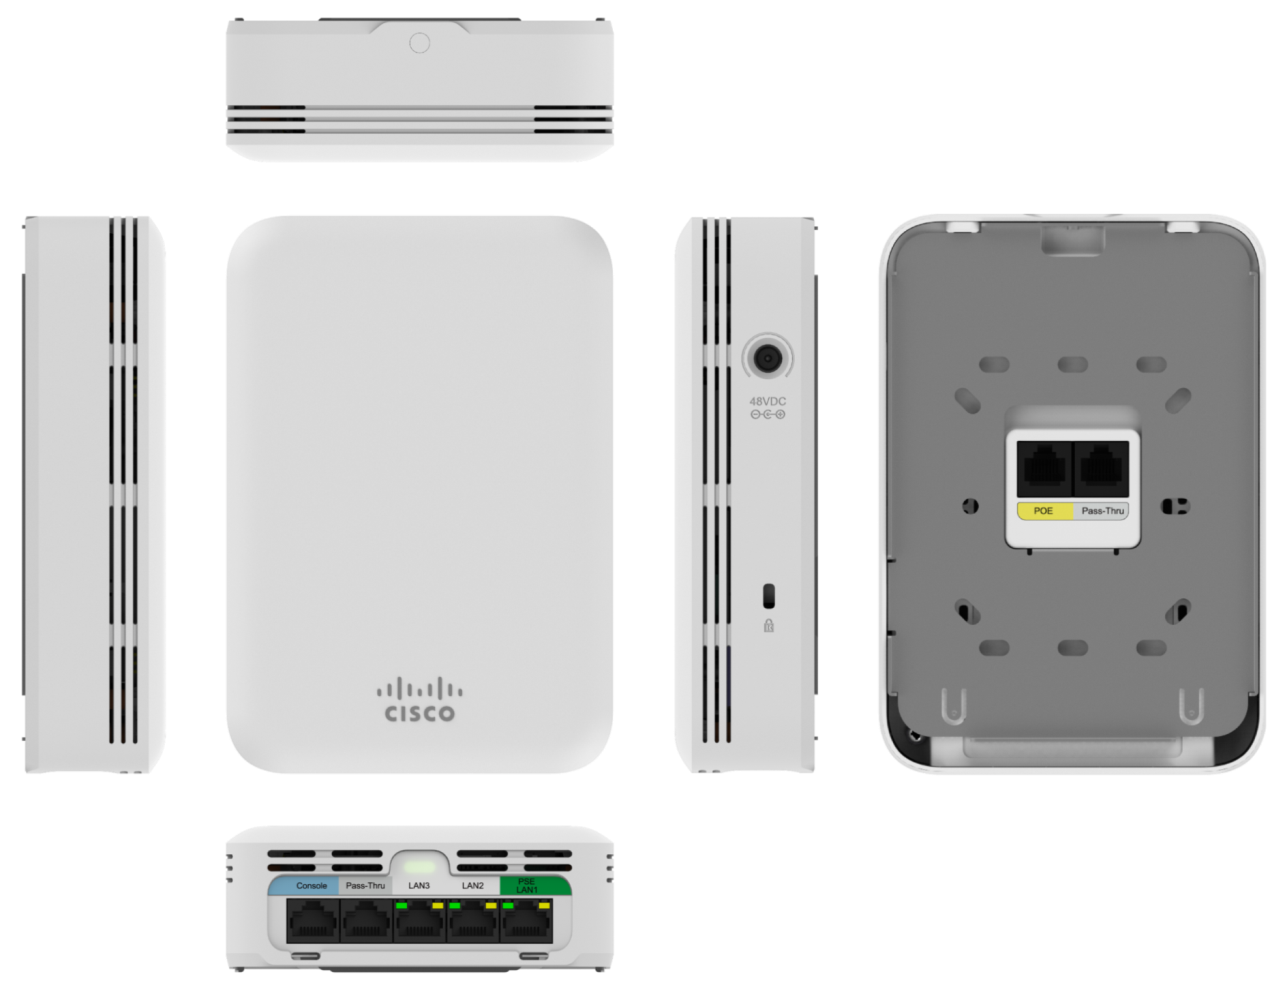 48VDC
POE Pass-Thru
CISCO
Console Pass-Thru LAN3 LAN2 PSE
LAN1